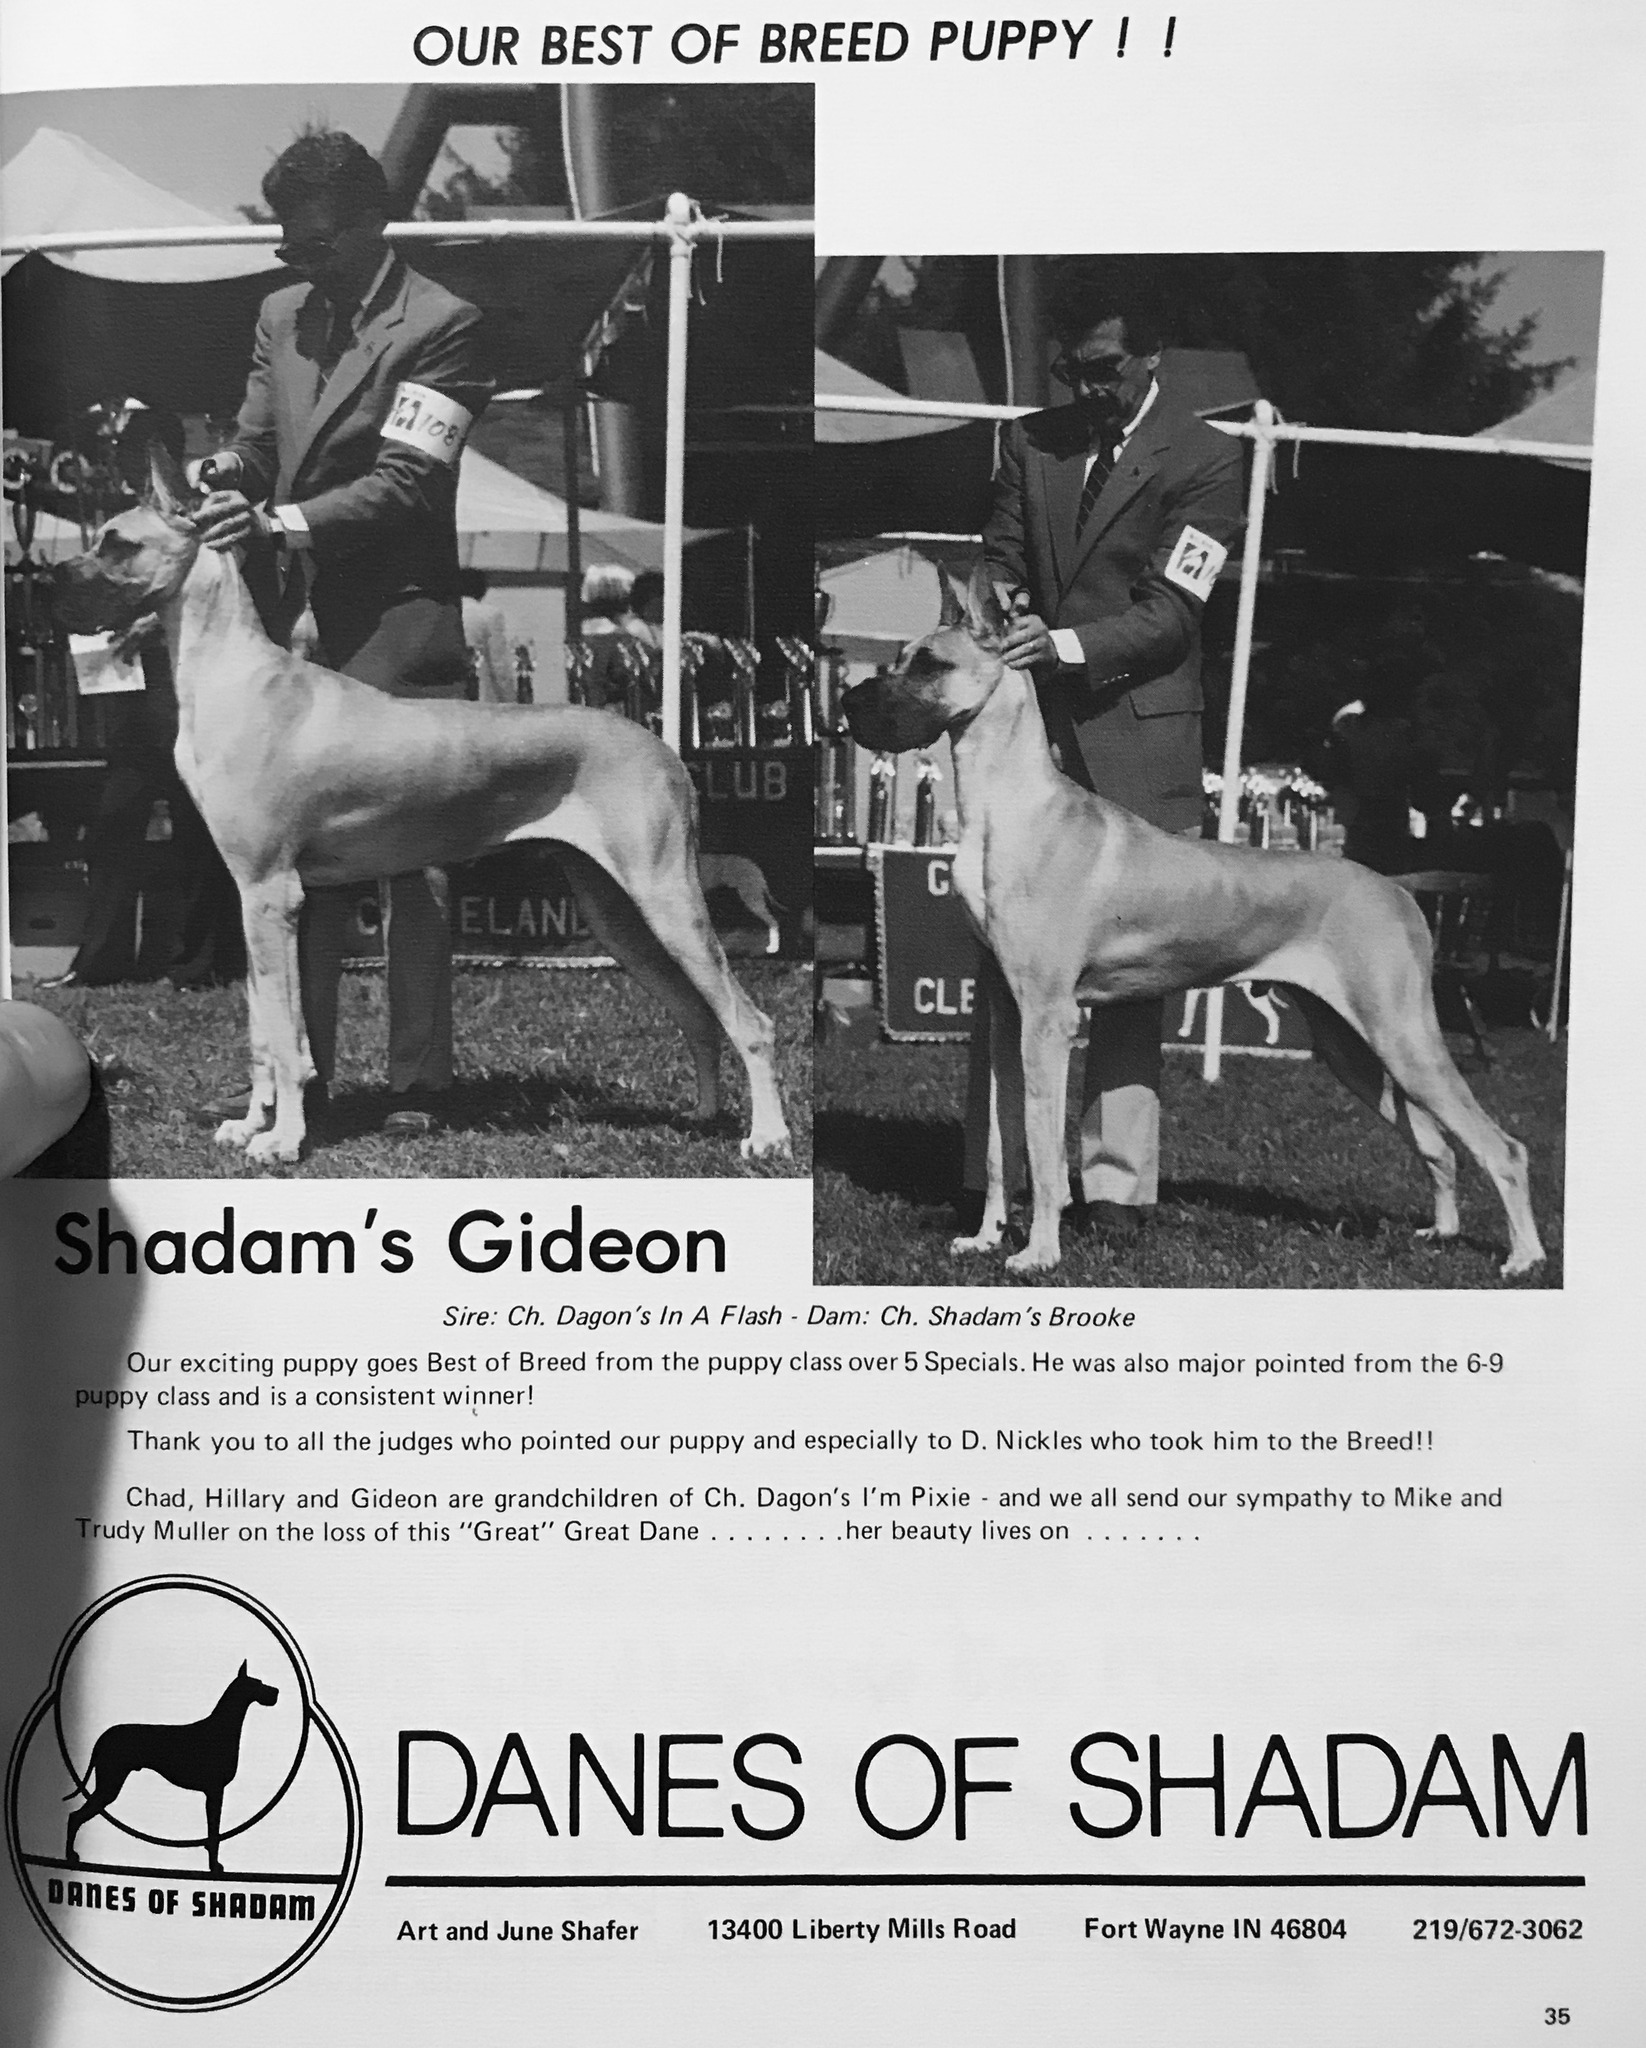 OUR BEST OF BREED PUPPY ! !
108
CLUB
ELAND
G
CLE
Shadam's Gideon
Sire: Ch. Dagon's In A Flash - Dam: Ch. Shadam's Brooke
Our exciting puppy goes Best of Breed from the puppy class over 5 Specials. He was also major pointed from the 6-9
puppy class and is a consistent winner!
Thank you to all the judges who pointed our puppy and especially to D. Nickles who took him to the Breed!!
Chad, Hillary and Gideon are grandchildren of Ch. Dagon's I'm Pixie - and we all send our sympathy to Mike and
Trudy Muller on the loss of this "Great" Great Dane ........her beauty lives on .......
DANES OF SHADAM
DANES OF SHADAM
Art and June Shafer 13400 Liberty Mills Road Fort Wayne IN 46804 219/672-3062
35